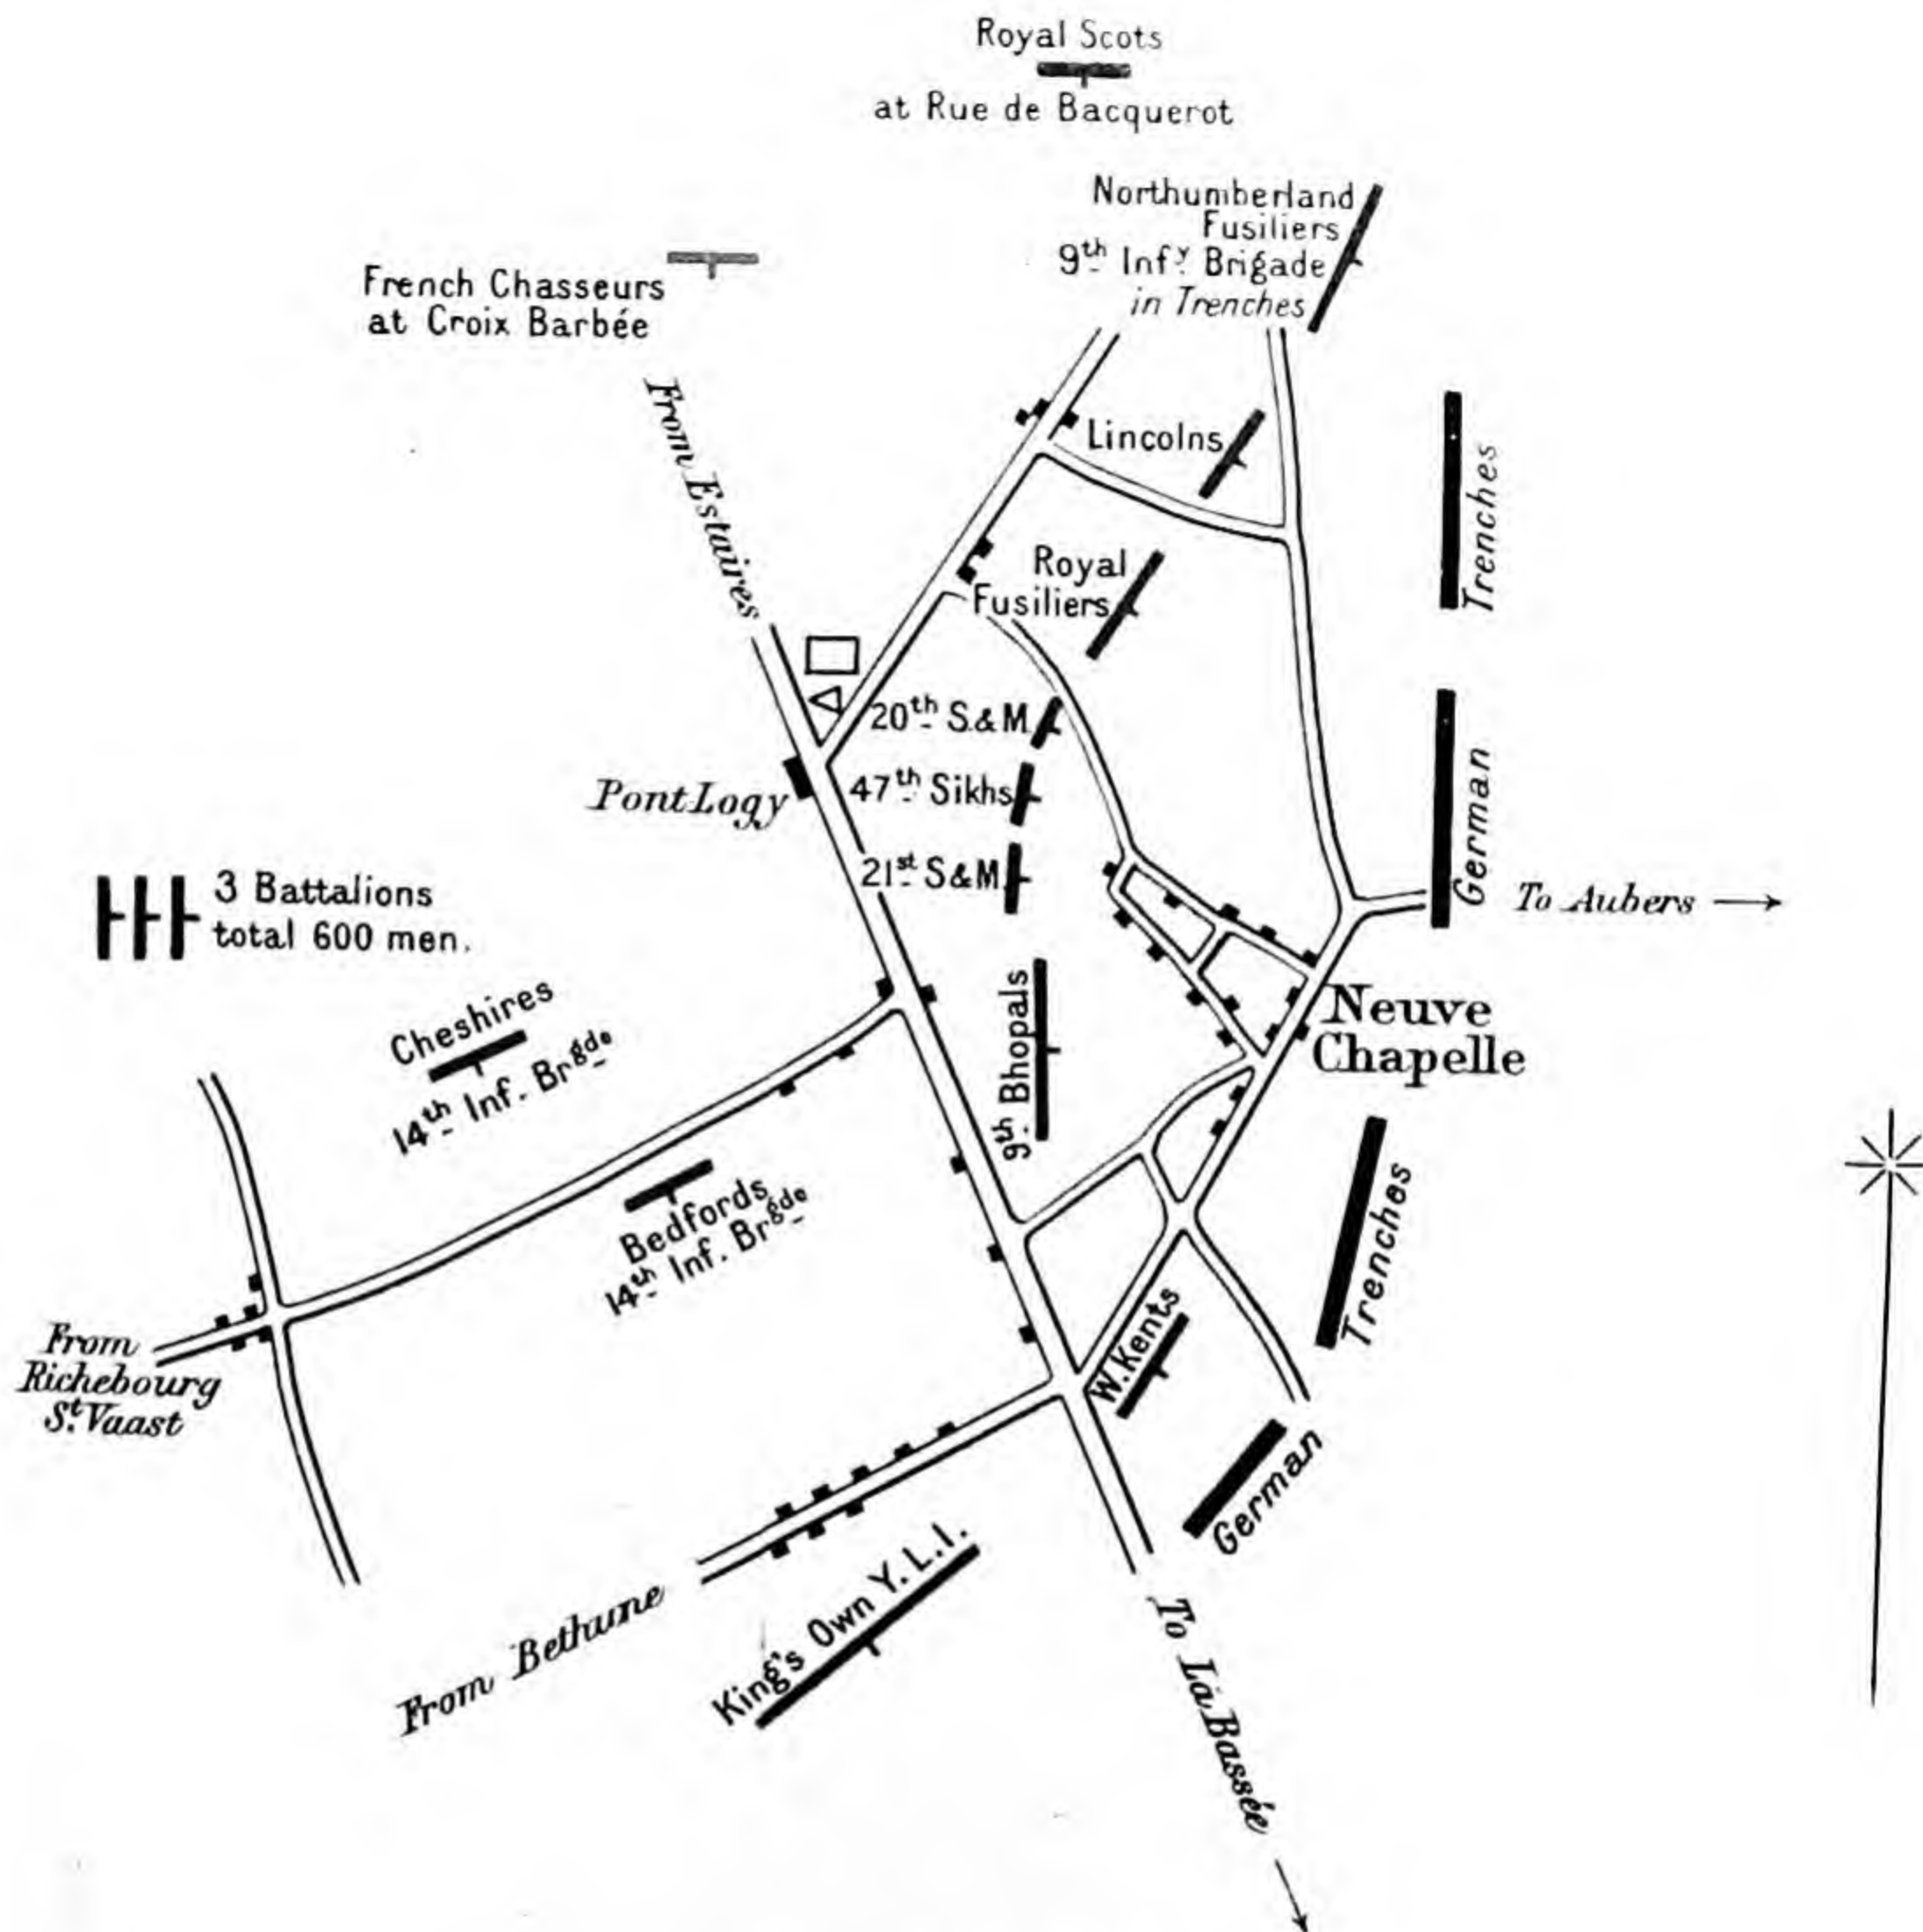 Royal Scots
at Rue de Bacquerot
Northumberland
Fusiliers
9th Infy. Brigade
in Trenches
French Chasseurs
at Croix Barbée
From Estaires
Lincolns
Trenches
Royal
Fusiliers
20th S.&M.
47th Sikhs
Pont Logy
21st S&M.
German
To Aubers
3 Battalions
total 600 men.
Cheshires
14th Inf. Brgde
9th Bhopals
Neuve
Chapelle
Bedfords
14th Inf. Brgde
Trenches
W. Kents
From
Richebourg
St. Vaast
German
King's Own Y.L.I.
From Bethune
To La Bassée